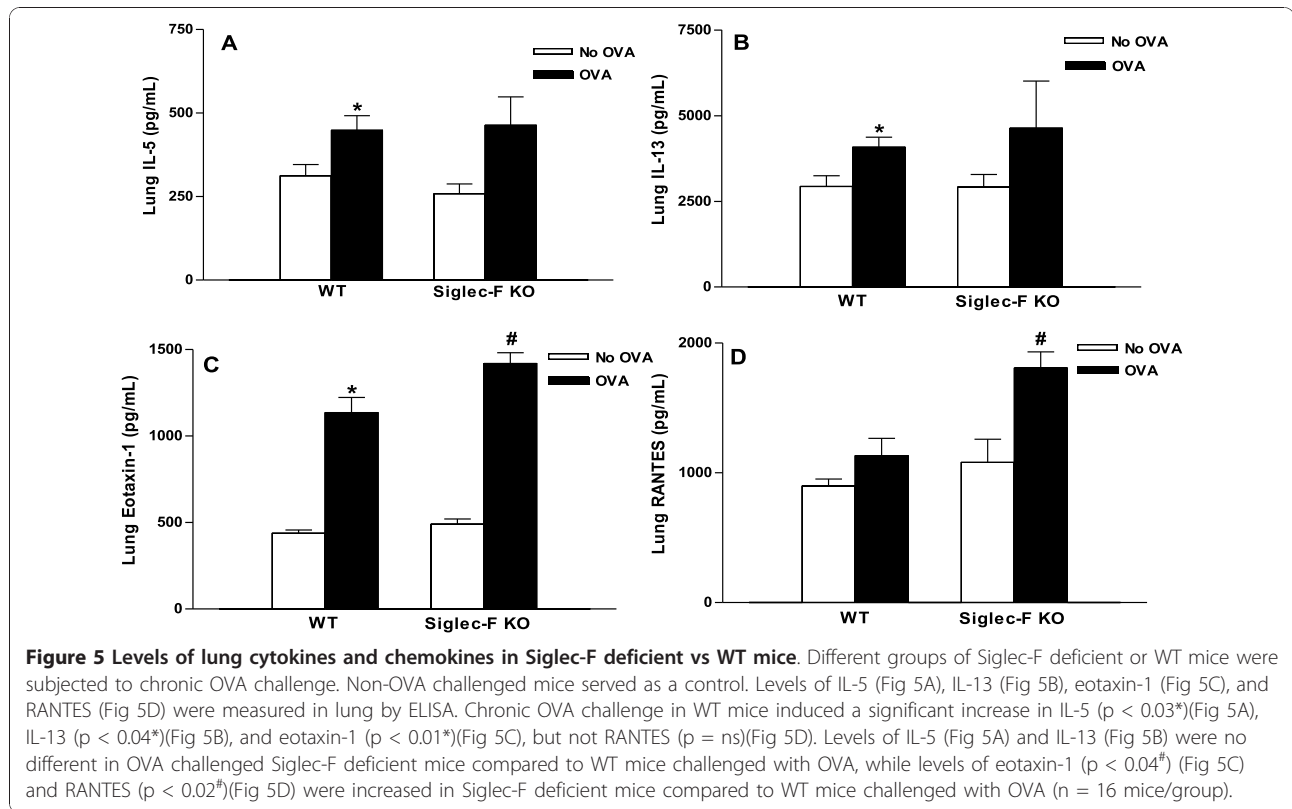 A
750
500
250
0
Lung IL-5 (pg/mL)
No OVA
OVA
*
WT
Siglec-F KO
B
7500
5000
2500
0
Lung IL-13 (pg/mL)
No OVA
OVA
*
WT
Siglec-F KO
C
1500
1000
500
0
Lung Eotaxin-1 (pg/mL)
No OVA
OVA
*
#
WT
Siglec-F KO
D
2000
1000
0
Lung RANTES (pg/mL)
No OVA
OVA
#
WT
Siglec-F KO
Figure 5 Levels of lung cytokines and chemokines in Siglec-F deficient vs WT mice. Different groups of Siglec-F deficient or WT mice were
subjected to chronic OVA challenge. Non-OVA challenged mice served as a control. Levels of IL-5 (Fig 5A), IL-13 (Fig 5B), eotaxin-1 (Fig 5C), and
RANTES (Fig 5D) were measured in lung by ELISA. Chronic OVA challenge in WT mice induced a significant increase in IL-5 (p < 0.03*)(Fig 5A),
IL-13 (p < 0.04*)(Fig 5B), and eotaxin-1 (p < 0.01*)(Fig 5C), but not RANTES (p = ns)(Fig 5D). Levels of IL-5 (Fig 5A) and IL-13 (Fig 5B) were no
different in OVA challenged Siglec-F deficient mice compared to WT mice challenged with OVA, while levels of eotaxin-1 (p < 0.04#) (Fig 5C)
and RANTES (p < 0.02#)(Fig 5D) were increased in Siglec-F deficient mice compared to WT mice challenged with OVA (n = 16 mice/group).